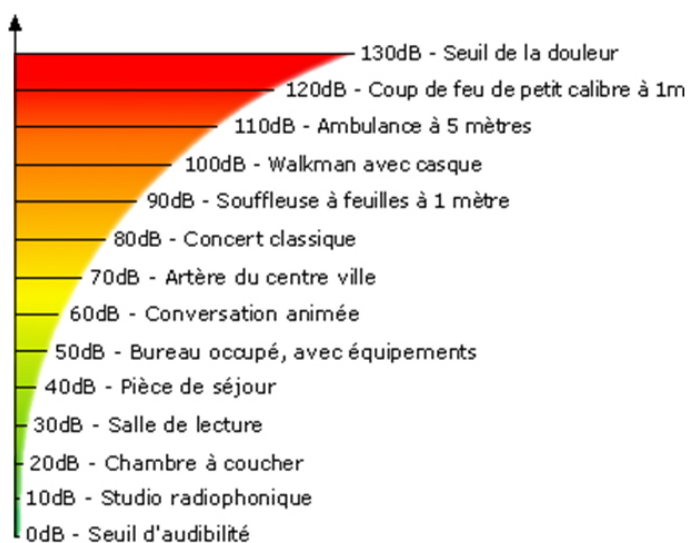 130dB - Seuil de la douleur
120dB - Coup de feu de petit calibre à 1m
110dB - Ambulance à 5 mètres
100dB - Walkman avec casque
90dB - Souffleuse à feuilles à 1 mètre
80dB - Concert classique
70dB - Artère du centre ville
60dB - Conversation animée
50dB - Bureau occupé, avec équipements
40dB - Pièce de séjour
30dB - Salle de lecture
20dB - Chambre à coucher
10dB - Studio radiophonique
0dB - Seuil d'audibilité